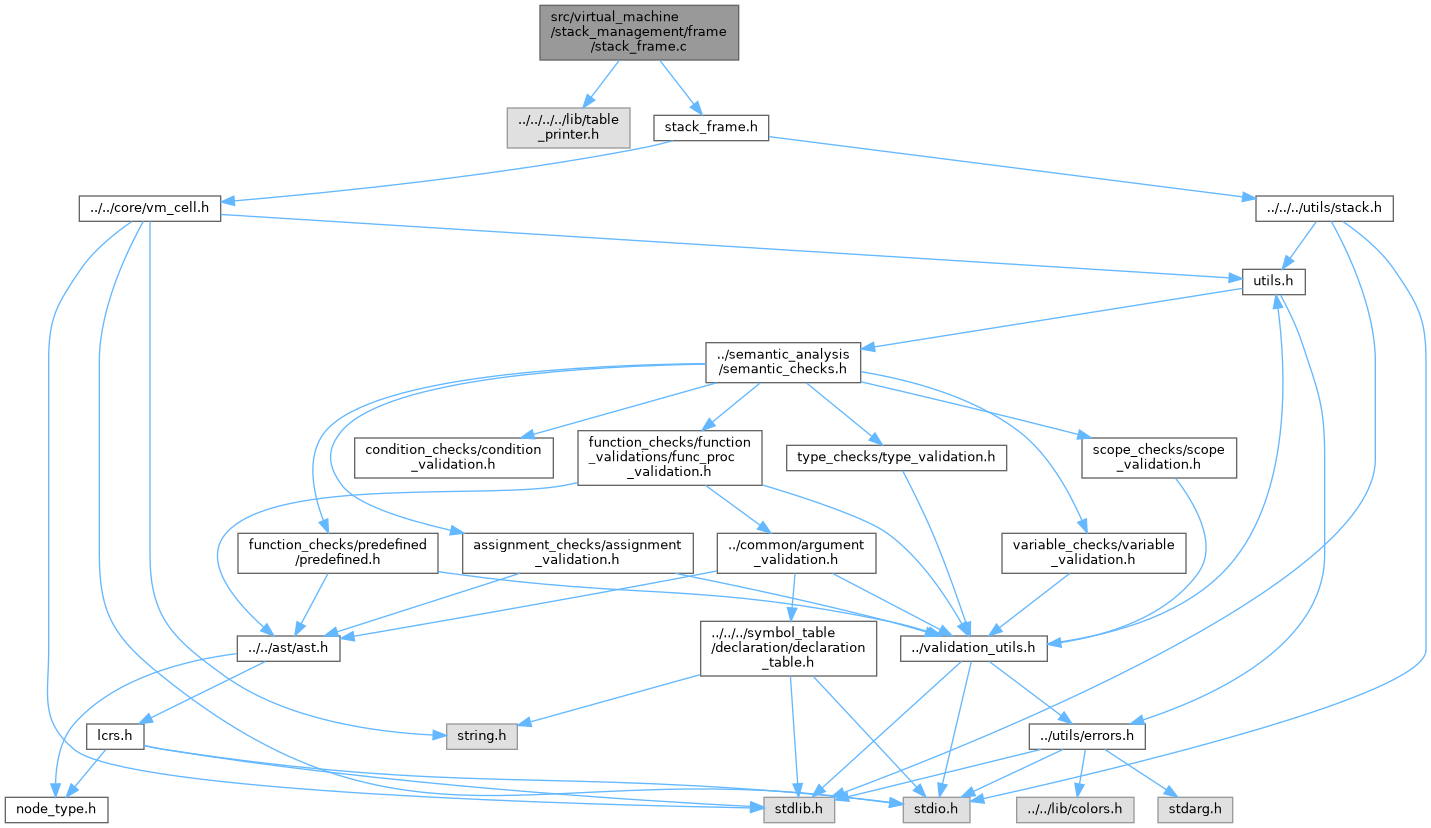 src/virtual_machine
/stack_management/frame
/stack_frame.c
../../../../lib/table
_printer.h
stack_frame.h
../../core/vm_cell.h
../../../utils/stack.h
utils.h
../semantic_analysis
/semantic_checks.h
condition_checks/condition
_validation.h
function_checks/function
_validations/func_proc
_validation.h
type_checks/type_validation.h
scope_checks/scope
_validation.h
function_checks/predefined
/predefined.h
assignment_checks/assignment
_validation.h
../common/argument
_validation.h
variable_checks/variable
_validation.h
../../ast/ast.h
../../../symbol_table
/declaration/declaration
_table.h
../validation_utils.h
lcrs.h
string.h
../utils/errors.h
node_type.h
stdlib.h
stdio.h
../../lib/colors.h
stdarg.h